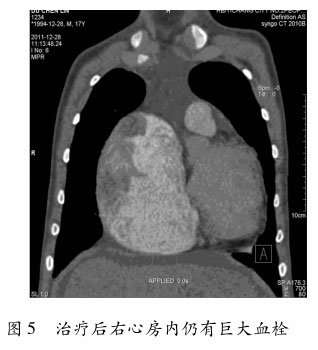 DU CHEN LIN
1234
*1994-12-28, M, 17Y
H
Definition AS
syngo CT 2010B
2011-12-28
11:13:48.24
IM: 6
MPR
Spin: -0
Tilt: 0
R
10cm
A
APPLIED 0.0s
SL 1.0
SP A176.3
W 700
C 80
图 5 治疗后右心房内仍有巨大血栓